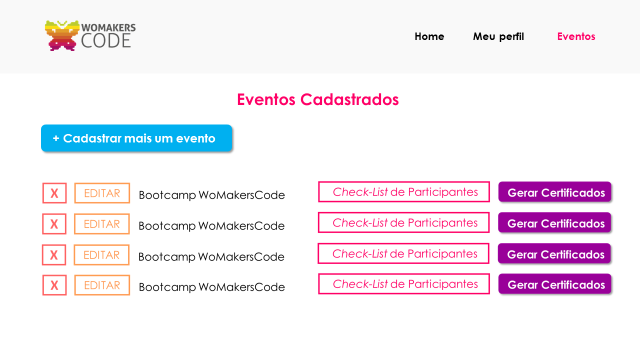 WOMAKERS
CODE
Home Meu perfil Eventos
Eventos Cadastrados
+ Cadastrar mais um evento
X EDITAR Bootcamp WoMakersCode Check-List de Participantes Gerar Certificados
X EDITAR Bootcamp WoMakersCode Check-List de Participantes Gerar Certificados
X EDITAR Bootcamp WoMakersCode Check-List de Participantes Gerar Certificados
X EDITAR Bootcamp WoMakersCode Check-List de Participantes Gerar Certificados